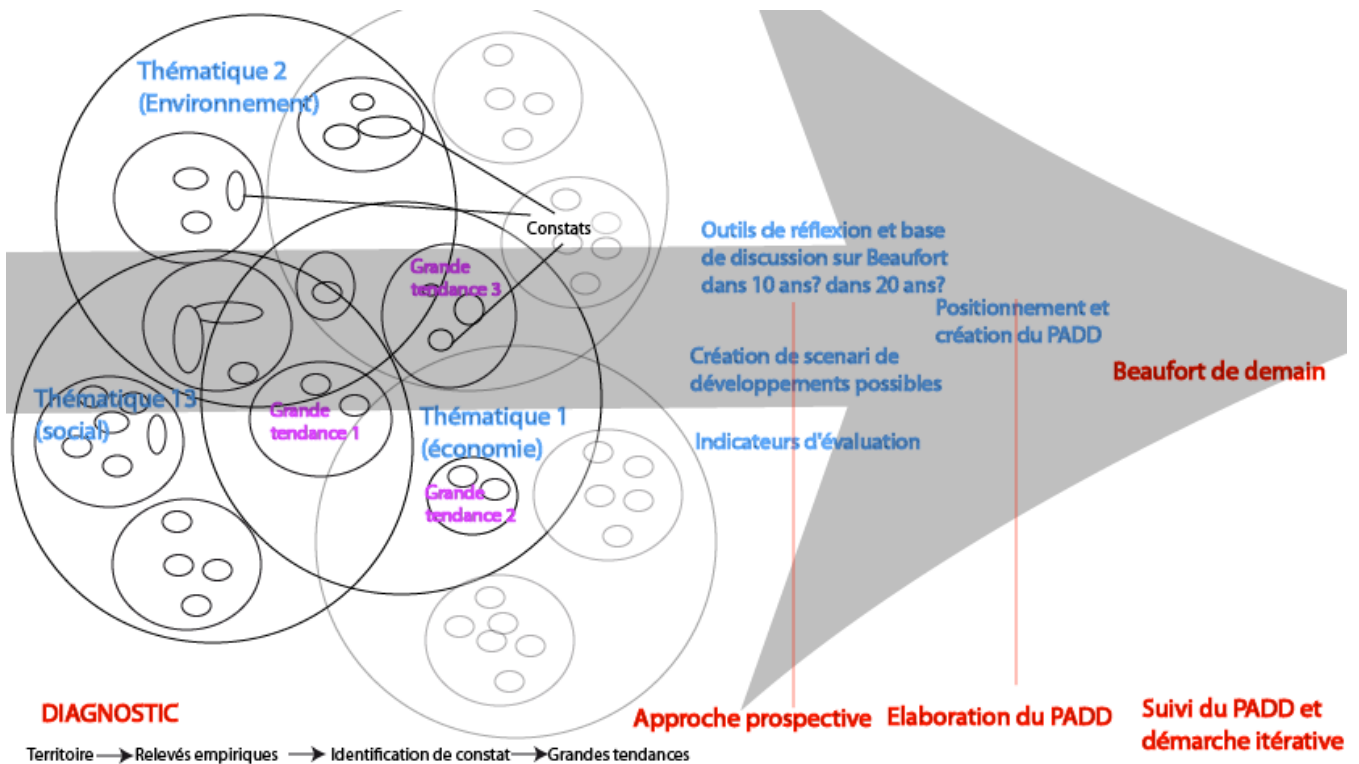 Thématique 2
(Environnement)
Constats
Outils de réflexion et base
de discussion sur Beaufort
dans 10 ans? dans 20 ans?
Grande
tendance 3
Positionnement et
création du PADD
Création de scenari de
développements possibles
Beaufort de demain
Thématique 13
(social)
Grande
tendance 1
Thématique 1
(économie)
Indicateurs d'évaluation
Grande
tendance 2
DIAGNOSTIC
Approche prospective
Elaboration du PADD
Suivi du PADD et
démarche itérative
Territoire Relevés empiriques Identification de constat Grandes tendances